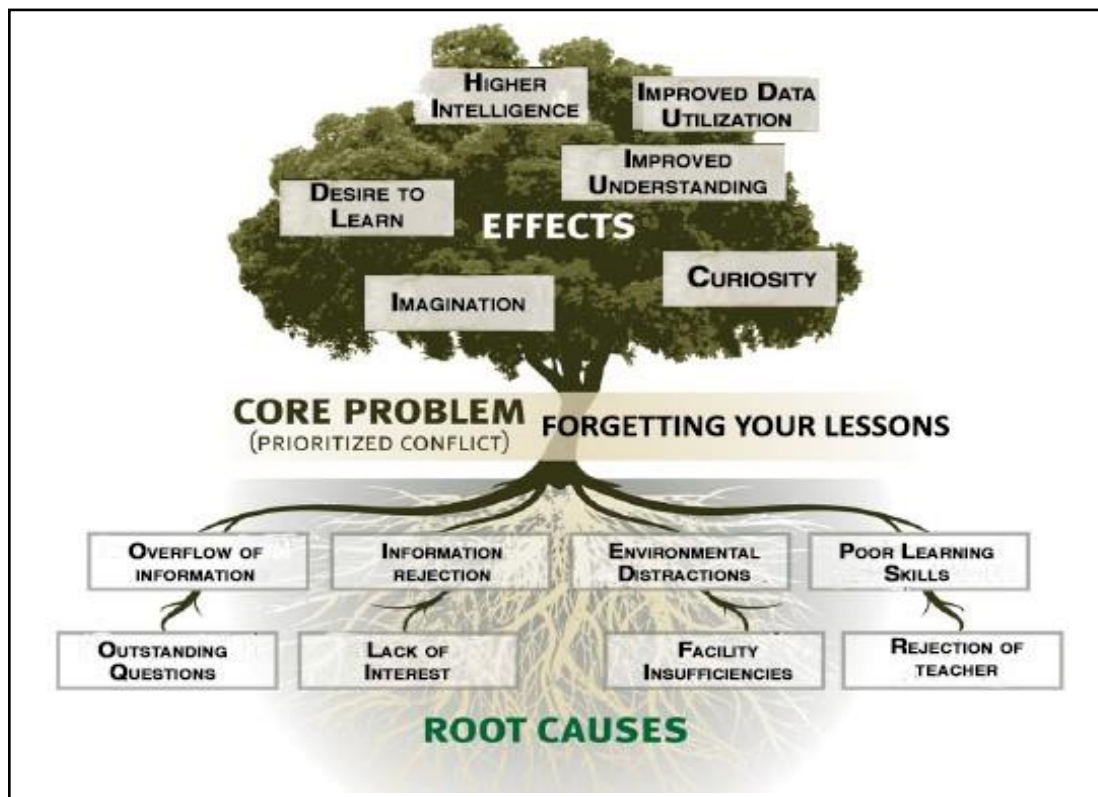 HIGHER
INTELLIGENCE
IMPROVED DATA
UTILIZATION
IMPROVED
UNDERSTANDING
DESIRE TO
LEARN
EFFECTS
CURIOSITY
IMAGINATION
CORE PROBLEM
(PRIORITIZED CONFLICT)
FORGETTING YOUR LESSONS
OVERFLOW OF
INFORMATION
INFORMATION
REJECTION
ENVIRONMENTAL
DISTRACTIONS
POOR LEARNING
SKILLS
OUTSTANDING
QUESTIONS
LACK OF
INTEREST
FACILITY
INSUFFICIENCIES
REJECTION OF
TEACHER
ROOT CAUSES